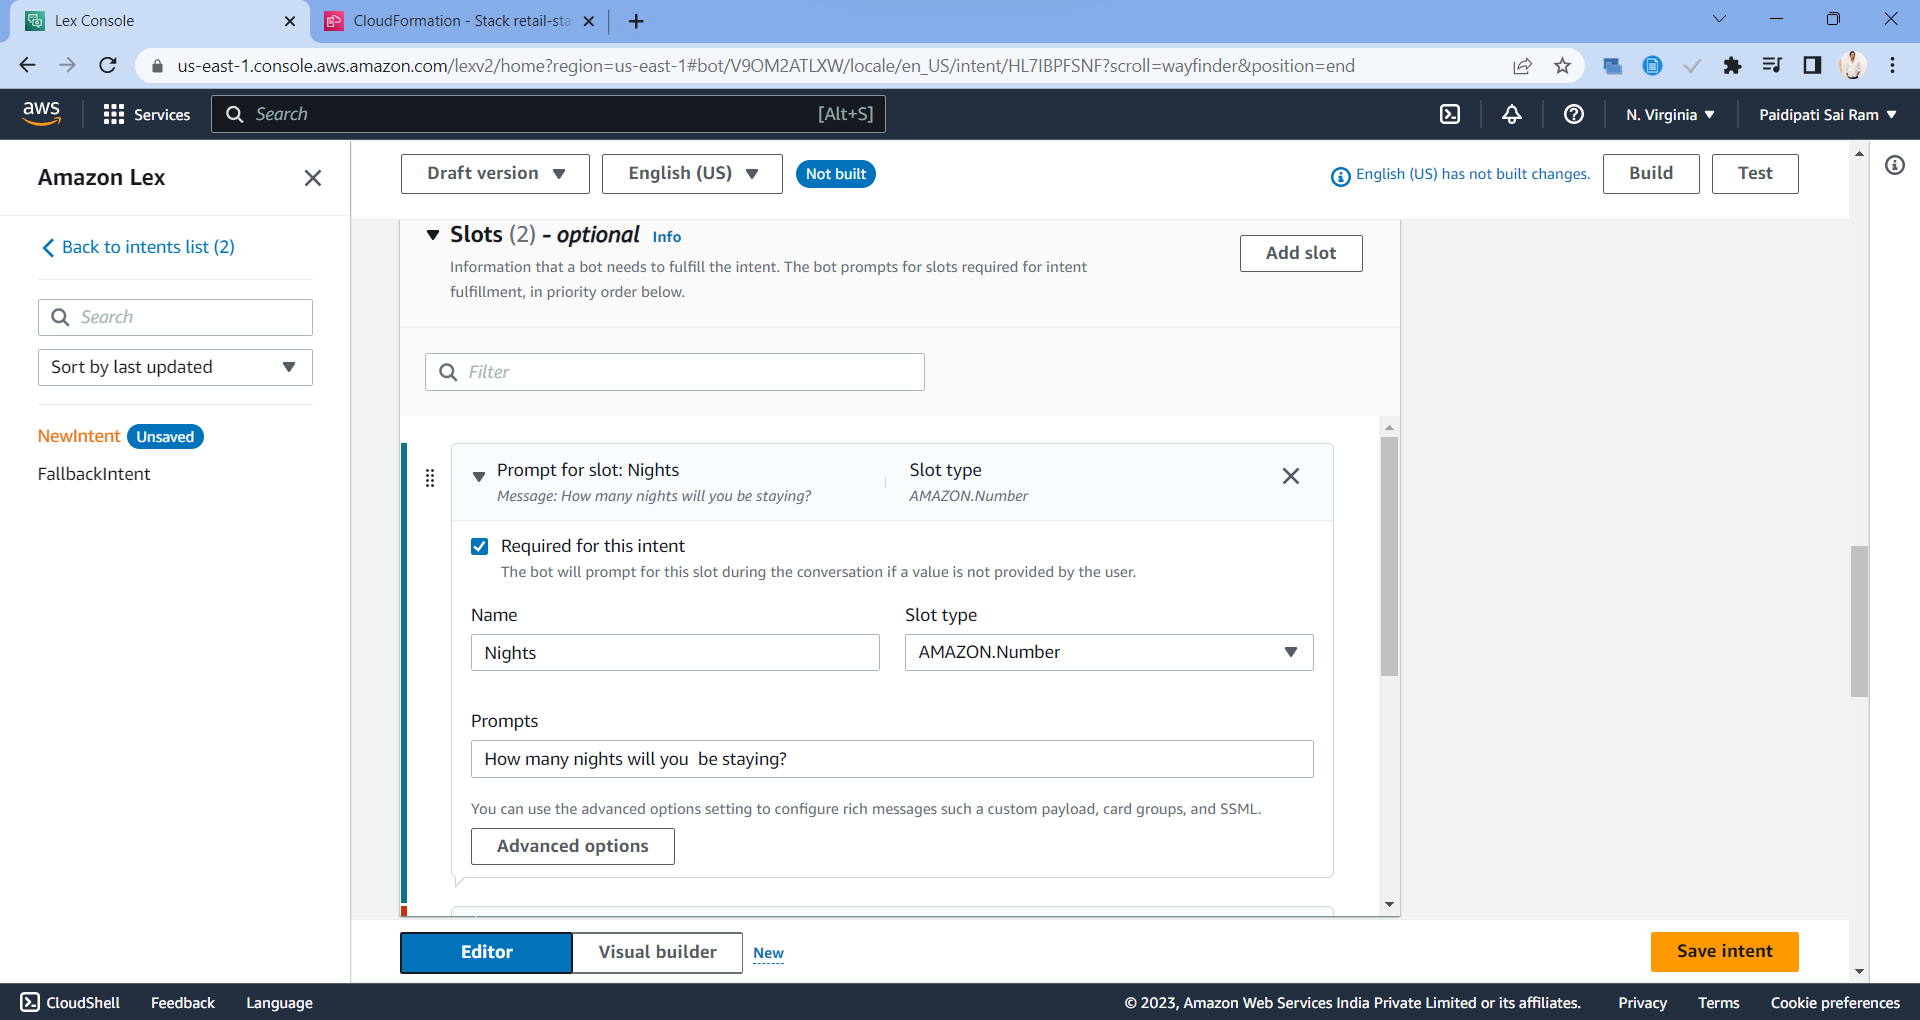 Lex Console
CloudFormation - Stack retail-sta
us-east-1.console.aws.amazon.com/lexv2/home?region=us-east-1#bot/V9OM2ATLXW/locale/en_US/intent/HL7IBPFSNF?scroll=wayfinder&position=end
aws
Services
Search
[Alt+S]
N. Virginia
Paidipati Sai Ram
Amazon Lex
Back to intents list (2)
Search
Sort by last updated
NewIntent Unsaved
FallbackIntent
Draft version
English (US)
Not built
English (US) has not built changes.
Build
Test
Slots (2) - optional Info
Information that a bot needs to fulfill the intent. The bot prompts for slots required for intent
fulfillment, in priority order below.
Add slot
Filter
Prompt for slot: Nights
Message: How many nights will you be staying?
Slot type
AMAZON.Number
Required for this intent
The bot will prompt for this slot during the conversation if a value is not provided by the user.
Name
Nights
Slot type
AMAZON.Number
Prompts
How many nights will you  be staying?
You can use the advanced options setting to configure rich messages such a custom payload, card groups, and SSML.
Advanced options
Editor
Visual builder
New
Save intent
CloudShell
Feedback
Language
© 2023, Amazon Web Services India Private Limited or its affiliates.
Privacy
Terms
Cookie preferences